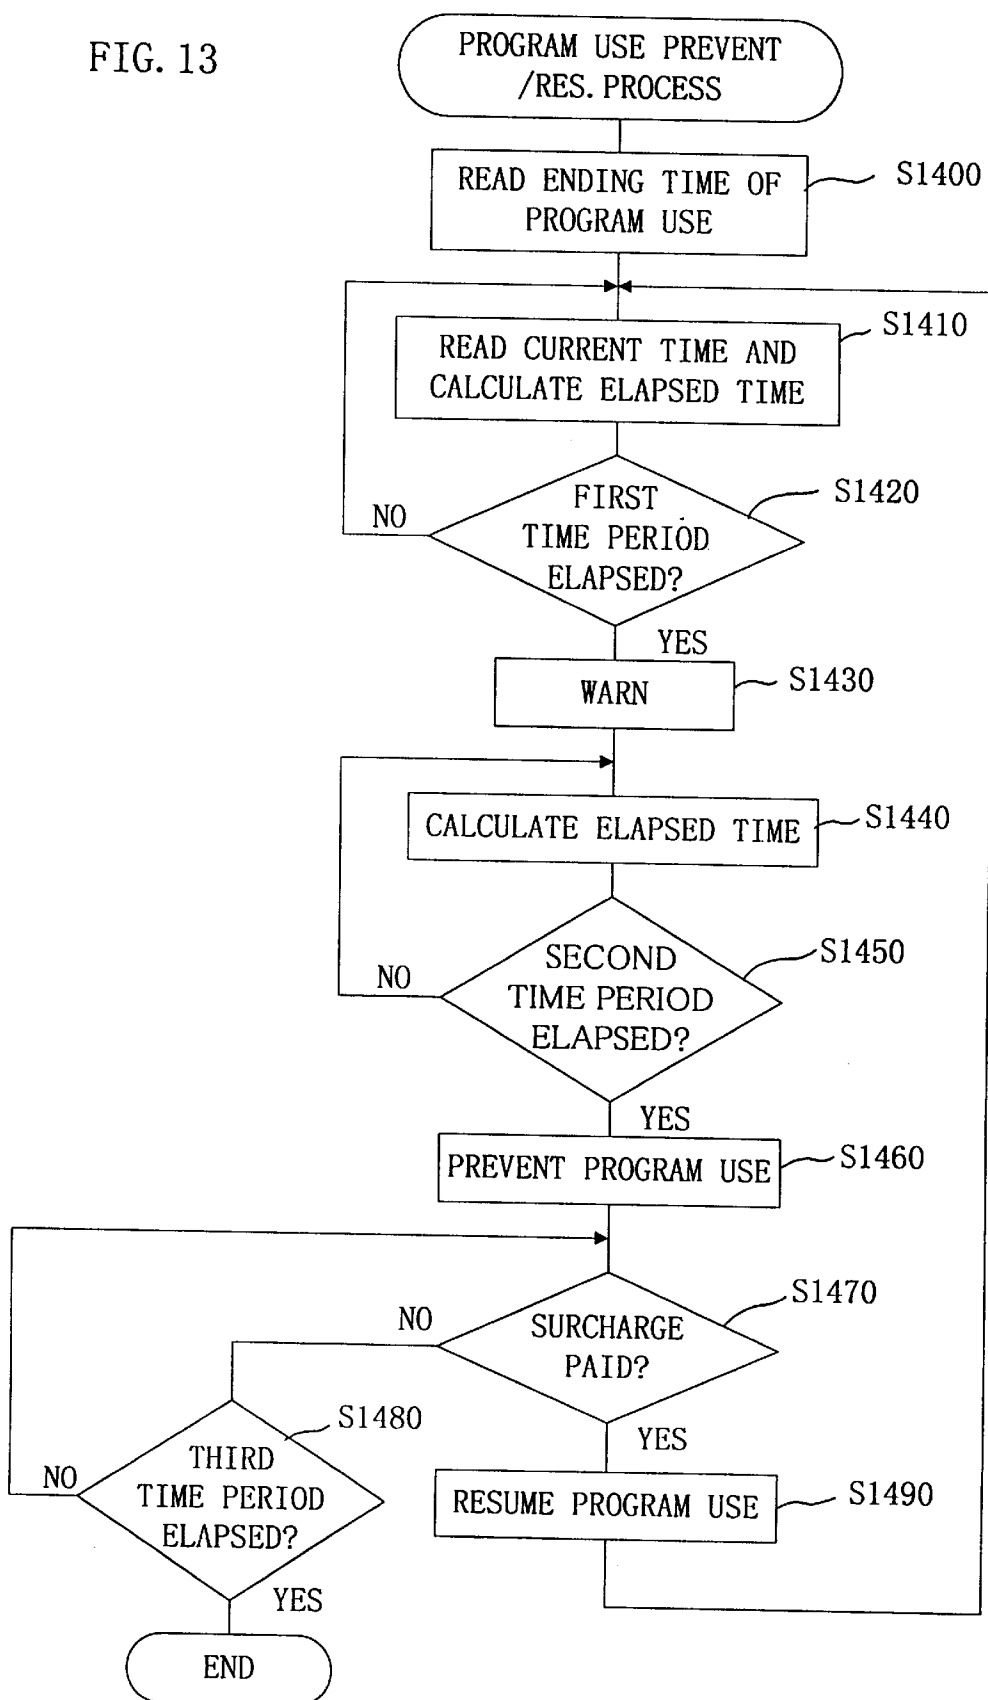 FIG. 13
PROGRAM USE PREVENT
/RES. PROCESS
READ ENDING TIME OF
PROGRAM USE
S1400
READ CURRENT TIME AND
CALCULATE ELAPSED TIME
S1410
FIRST
TIME PERIOD
ELAPSED?
S1420
NO
YES
WARN
S1430
CALCULATE ELAPSED TIME
S1440
SECOND
TIME PERIOD
ELAPSED?
S1450
NO
YES
PREVENT PROGRAM USE
S1460
SURCHARGE
PAID?
S1470
NO
YES
THIRD
TIME PERIOD
ELAPSED?
S1480
NO
YES
RESUME PROGRAM USE
S1490
END